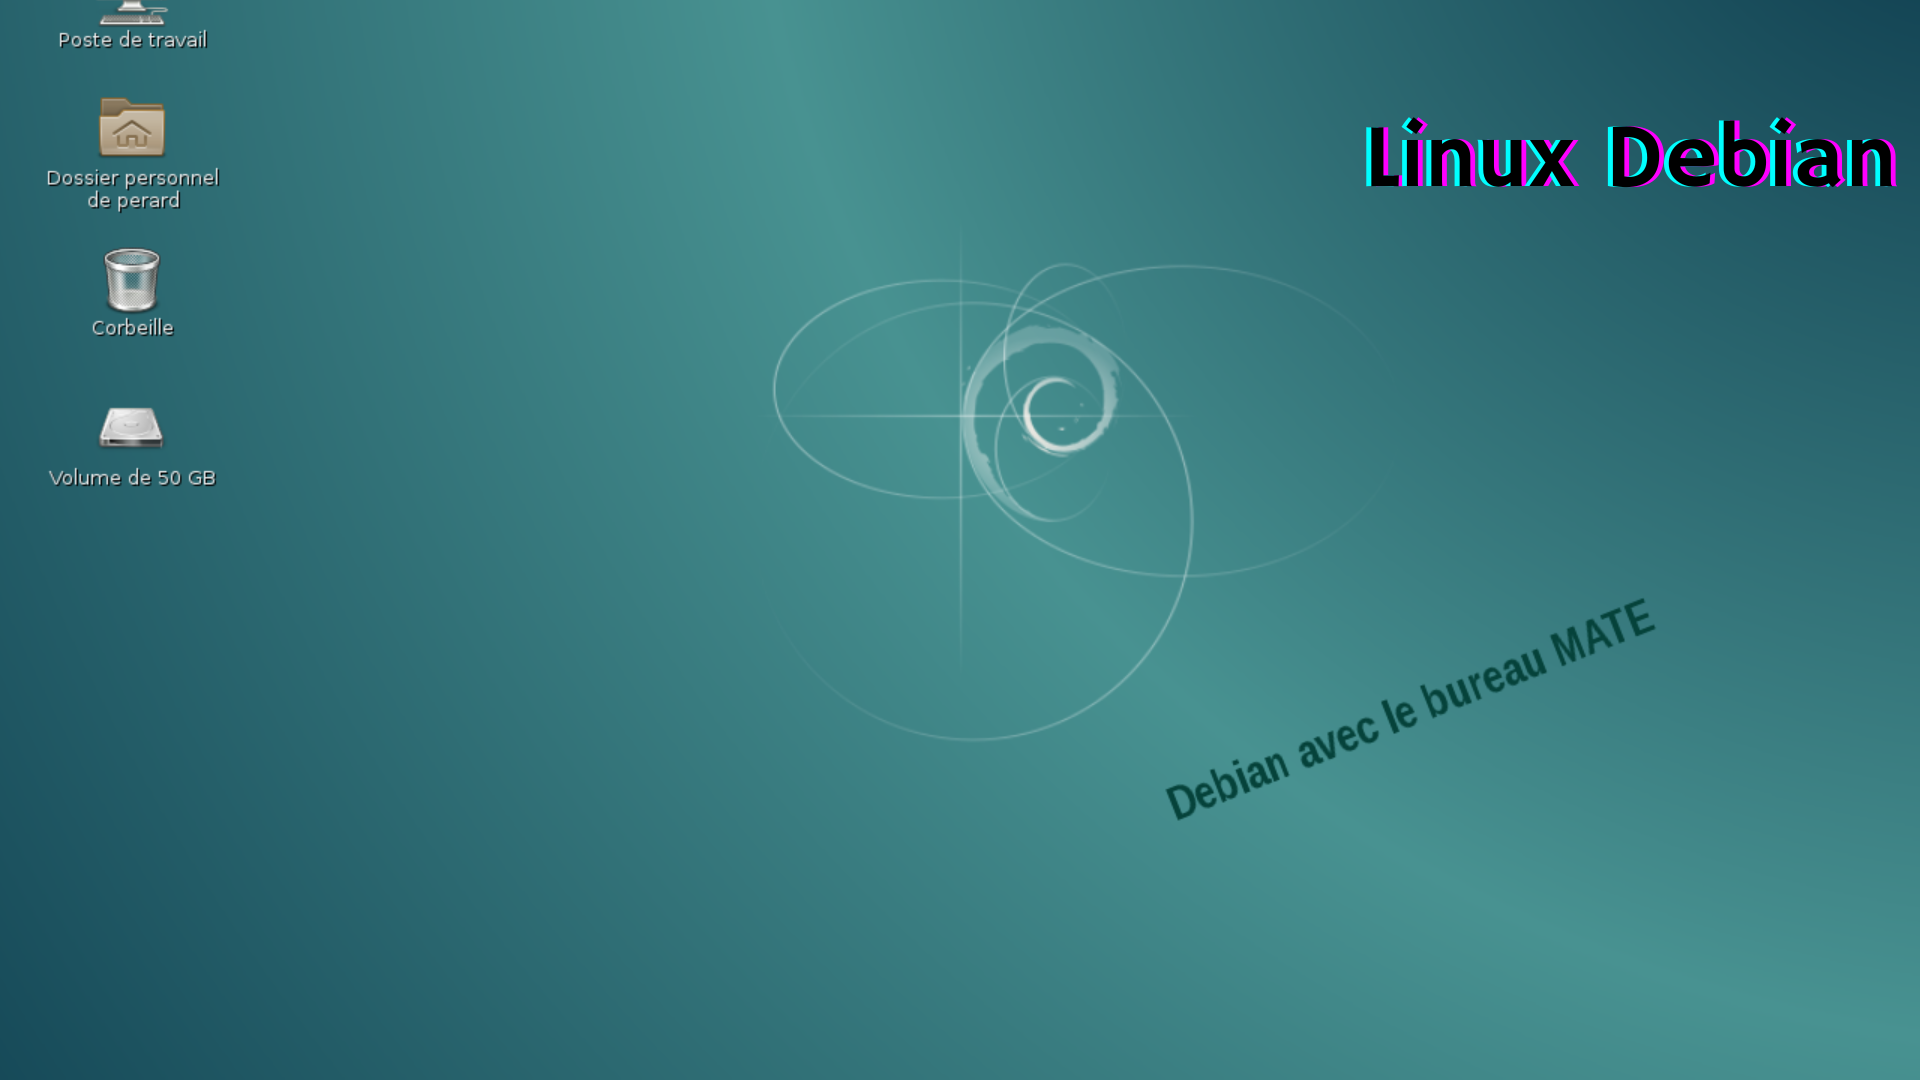 Poste de travail
Linux Debian
Dossier personnel
de perard
Corbeille
Volume de 50 GB
Debian avec le bureau MATE